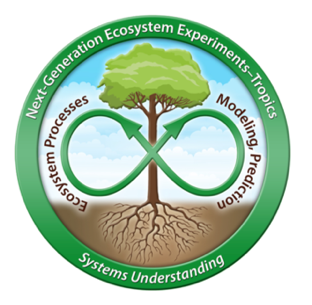 Next-Generation Ecosystem Experiments–Tropics
Ecosystem Processes
Modeling, Prediction
Systems Understanding